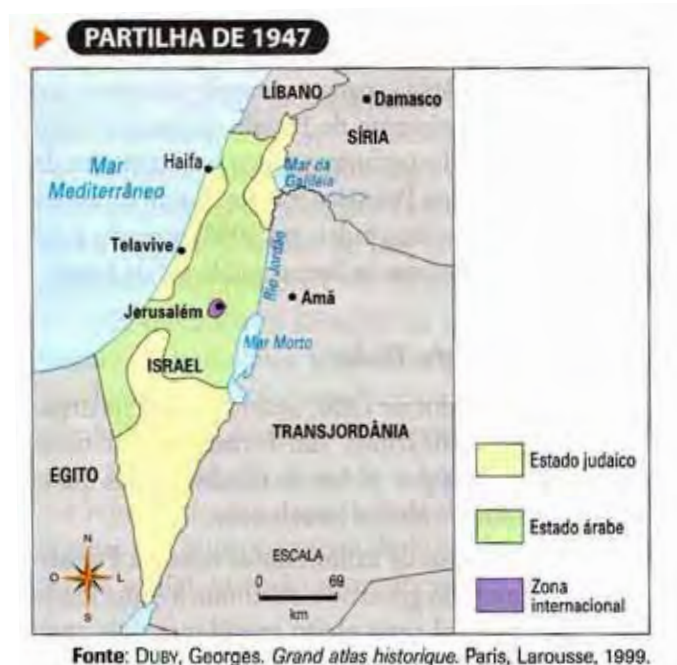 PARTILHA DE 1947
LÍBANO
Damasco
SÍRIA
Mar
Mediterrâneo
Haifa
Mar da
Galiléia
Telavive
Rio Jordão
Jerusalém
Amã
Mar Morto
ISRAEL
TRANSJORDÂNIA
EGITO
Estado judaico
Estado árabe
Zona
internacional
N
O
L
S
ESCALA
0 69
km
Fonte: DUBY, Georges. Grand atlas historique. Paris, Larousse, 1999.